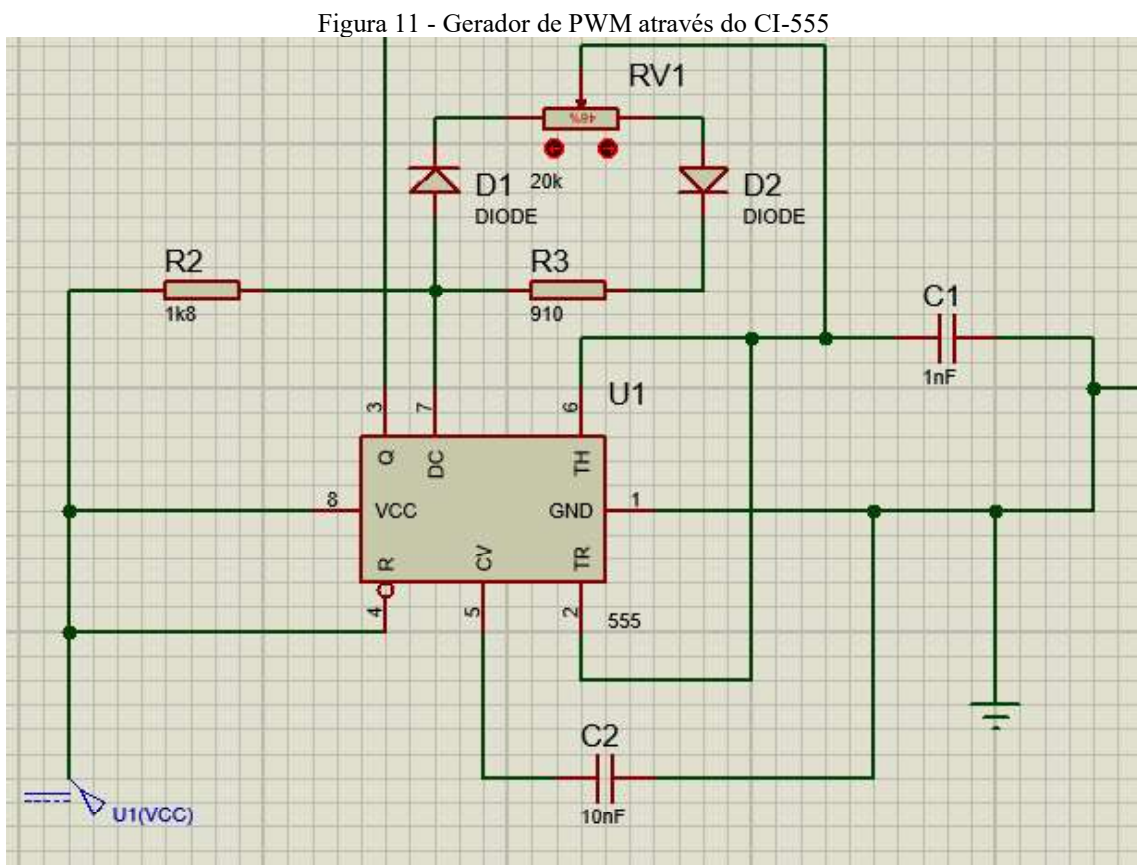 Figura 11 - Gerador de PWM através do CI-555
RV1
46%
20k
D1
DIODE
D2
DIODE
R2
1k8
R3
910
C1
1nF
U1
3
7
6
Q
DC
TH
8
VCC
GND
1
R
CV
TR
4
5
2
555
C2
10nF
U1(VCC)